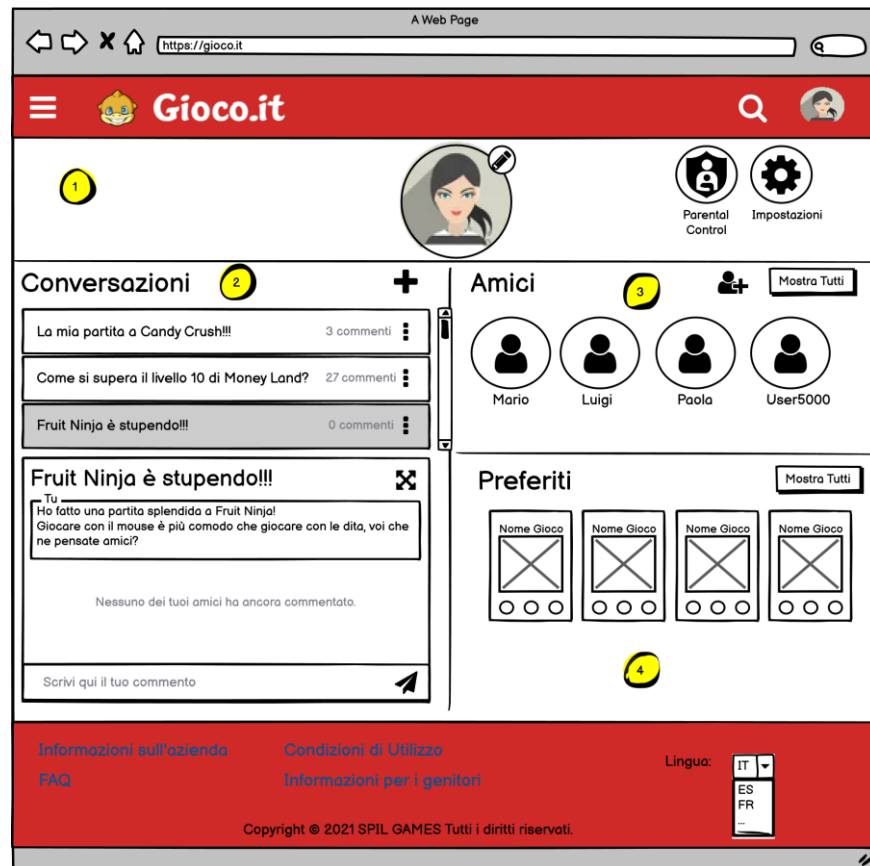 A Web Page
https://gioco.it
Gioco.it
1
Parental
Control
Impostazioni
Conversazioni
2
La mia partita a Candy Crush!!!
3 commenti
Come si supera il livello 10 di Money Land?
27 commenti
Fruit Ninja è stupendo!!!
0 commenti
Fruit Ninja è stupendo!!!
Tu
Ho fatto una partita splendida a Fruit Ninja!
Giocare con il mouse è più comodo che giocare con le dita, voi che
ne pensate amici?
Nessuno dei tuoi amici ha ancora commentato.
Scrivi qui il tuo commento
Amici
3
Mostra Tutti
Mario
Luigi
Paola
User5000
Preferiti
Mostra Tutti
Nome Gioco
Nome Gioco
Nome Gioco
Nome Gioco
4
Informazioni sull'azienda
Condizioni di Utilizzo
FAQ
Informazioni per i genitori
Lingua:
IT
ES
FR
...
Copyright © 2021 SPIL GAMES Tutti i diritti riservati.